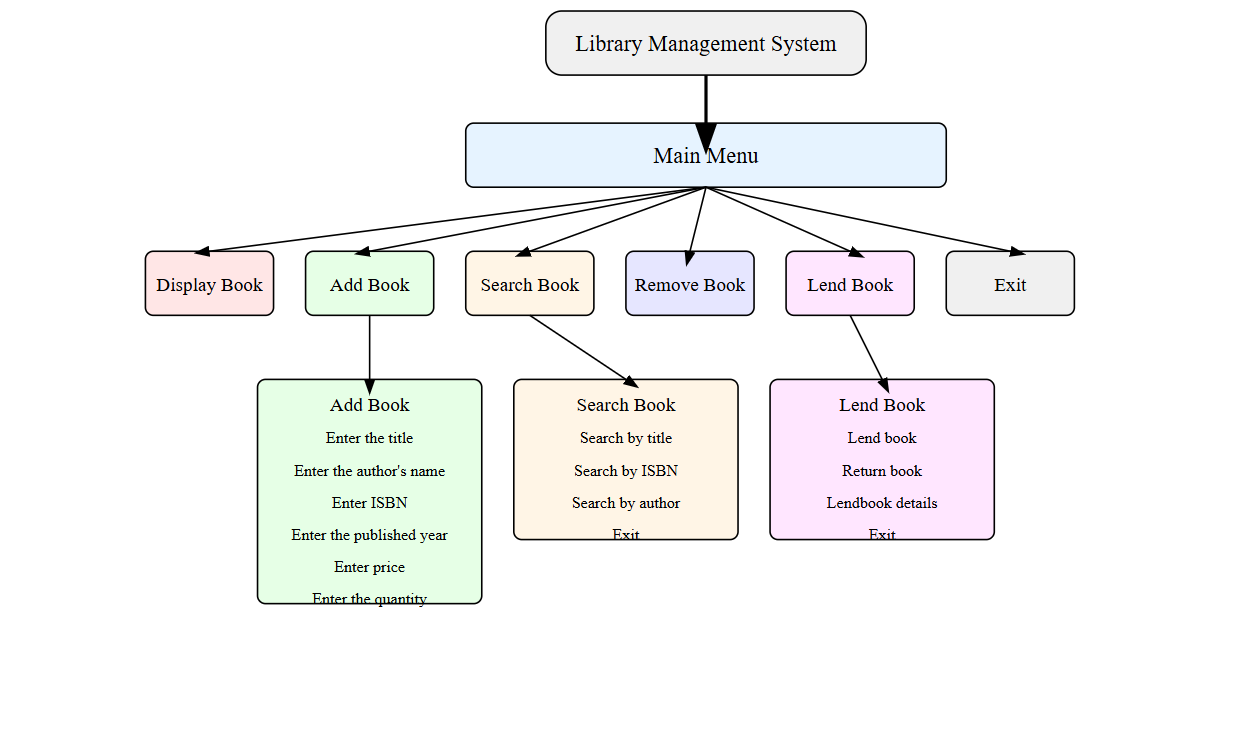 Library Management System
Main Menu
Display Book
Add Book
Search Book
Remove Book
Lend Book
Exit
Add Book
Enter the title
Enter the author's name
Enter ISBN
Enter the published year
Enter price
Enter the quantity
Search Book
Search by title
Search by ISBN
Search by author
Exit
Lend Book
Lend book
Return book
Lendbook details
Exit